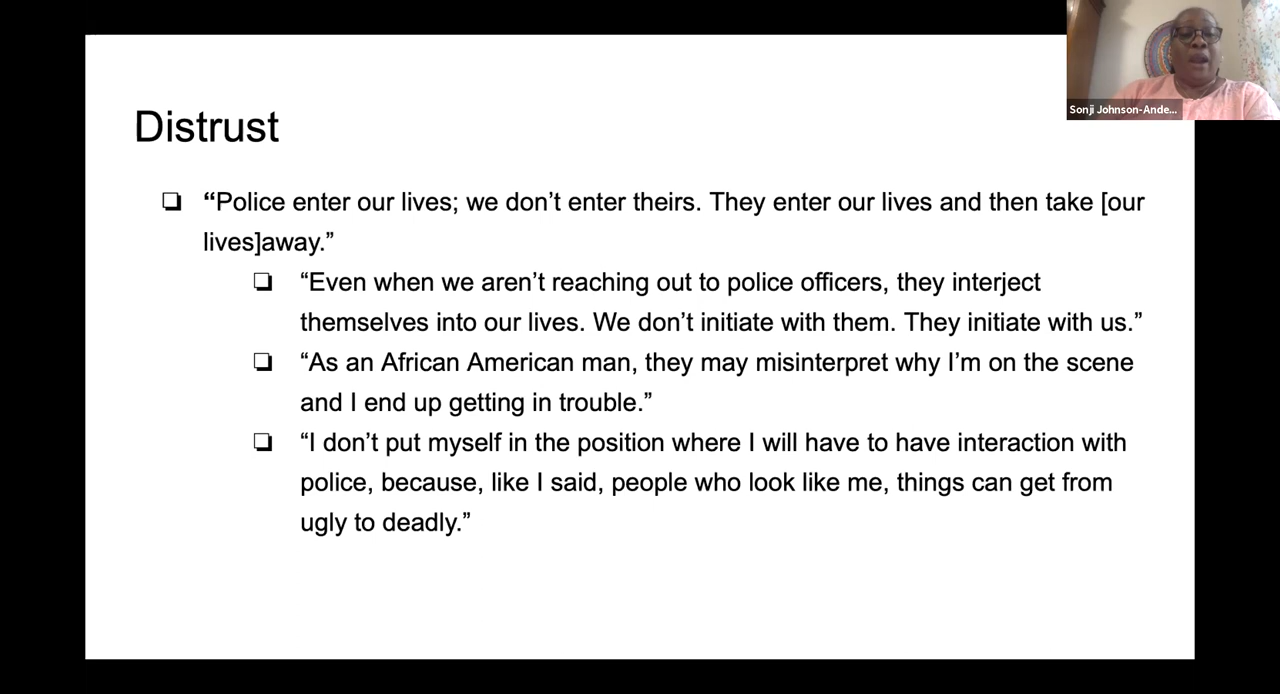 Sonji Johnson-Ande...
Distrust
“Police enter our lives; we don’t enter theirs. They enter our lives and then take [our
lives]away.”
“Even when we aren’t reaching out to police officers, they interject
themselves into our lives. We don’t initiate with them. They initiate with us.”
“As an African American man, they may misinterpret why I’m on the scene
and I end up getting in trouble.”
“I don’t put myself in the position where I will have to have interaction with
police, because, like I said, people who look like me, things can get from
ugly to deadly.”